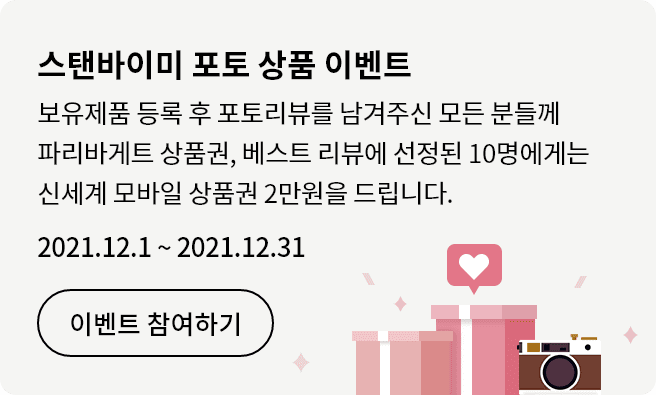 스탠바이미 포토 상품 이벤트
보유제품 등록 후 포토리뷰를 남겨주신 모든 분들께
파리바게트 상품권, 베스트 리뷰에 선정된 10명에게는
신세계 모바일 상품권 2만원을 드립니다.
2021.12.1 ~ 2021.12.31
이벤트 참여하기